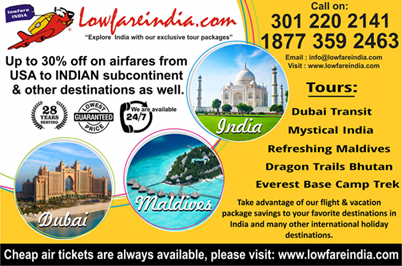 lowfare
INDIA
Lowfareindia.com
"Explore India with our exclusive tour packages"
Call on:
301 220 2141
1877 359 2463
Email : info@lowfareindia.com
Visit : www.lowfareindia.com
Up to 30% off on airfares from
USA to INDIAN subcontinent
& other destinations as well.
28
YEARS
SERVING
LOWEST
GUARANTEED
PRICE
We are available
24/7
India
Dubai
Maldives
Tours:
Dubai Transit
Mystical India
Refreshing Maldives
Dragon Trails Bhutan
Everest Base Camp Trek
Take advantage of our flight & vacation
package savings to your favorite destinations in
India and many other international holiday
destinations.
Cheap air tickets are always available, please visit: www.lowfareindia.com